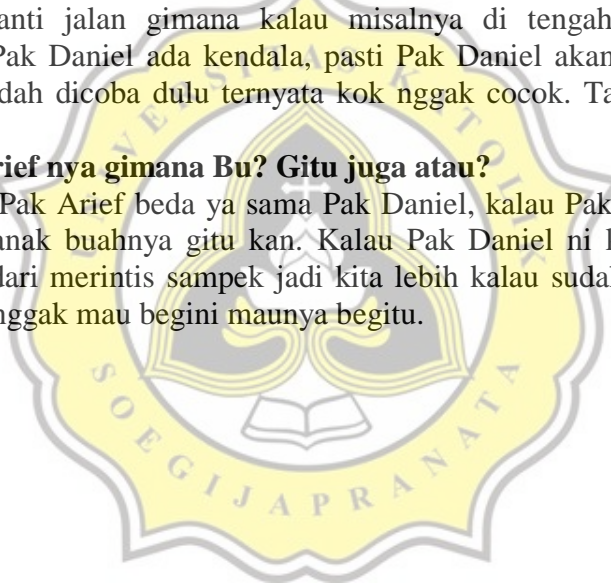 anti jalan gimana kalau misalnya di tengah
Pak Daniel ada kendala, pasti Pak Daniel akan
dah dicoba dulu ternyata kok nggak cocok. Ta
rief nya gimana Bu? Gitu juga atau?
Pak Arief beda ya sama Pak Daniel, kalau Pak
anak buahnya gitu kan. Kalau Pak Daniel ni
dari merintis sampek jadi kita lebih kalau sudal
nggak mau begini maunya begitu.
UNIVERSITAS KATOLIK
SOEGIJAPRANATA